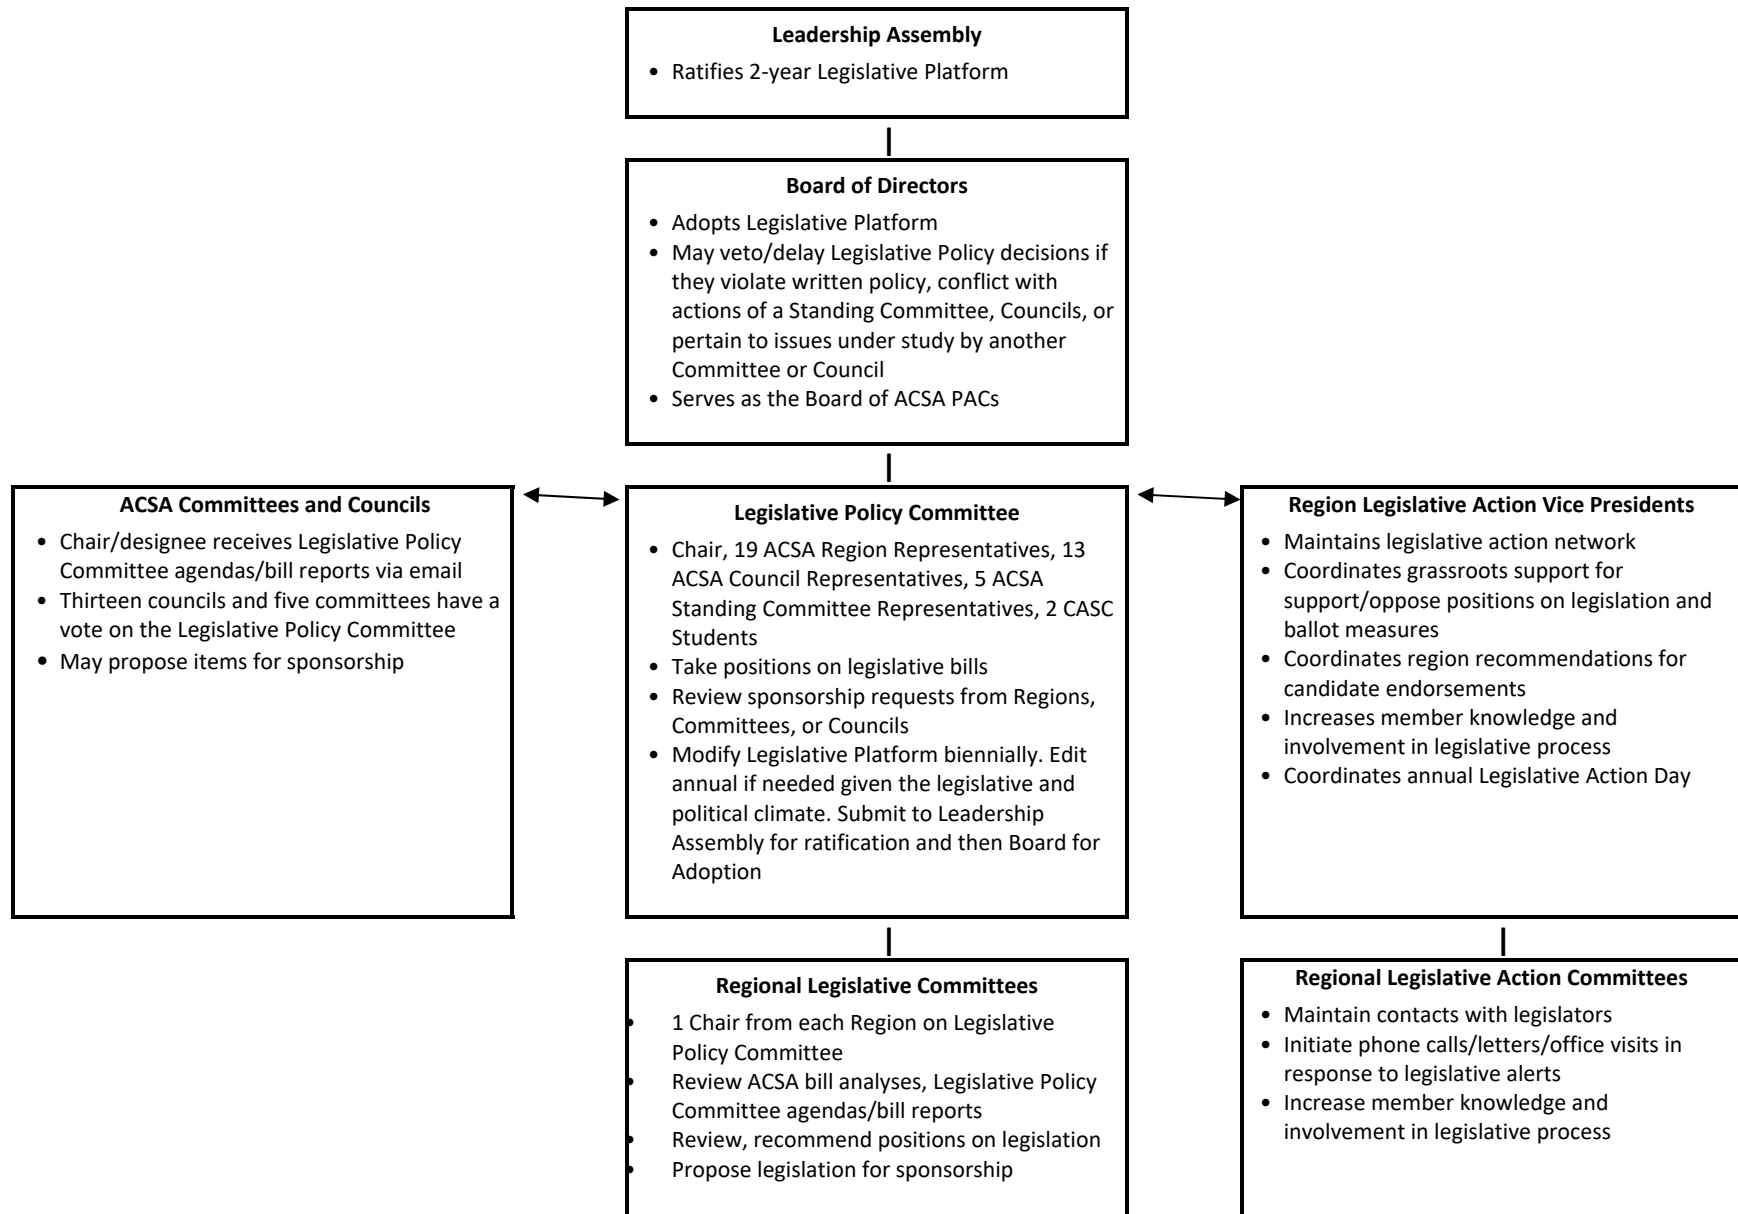 Leadership Assembly
• Ratifies 2-year Legislative Platform
Board of Directors
• Adopts Legislative Platform
• May veto/delay Legislative Policy decisions if
they violate written policy, conflict with
actions of a Standing Committee, Councils, or
pertain to issues under study by another
Committee or Council
• Serves as the Board of ACSA PACs
ACSA Committees and Councils
• Chair/designee receives Legislative Policy
Committee agendas/bill reports via email
• Thirteen councils and five committees have a
vote on the Legislative Policy Committee
• May propose items for sponsorship
Legislative Policy Committee
• Chair, 19 ACSA Region Representatives, 13
ACSA Council Representatives, 5 ACSA
Standing Committee Representatives, 2 CASC
Students
• Take positions on legislative bills
• Review sponsorship requests from Regions,
Committees, or Councils
• Modify Legislative Platform biennially. Edit
annual if needed given the legislative and
political climate. Submit to Leadership
Assembly for ratification and then Board for
Adoption
Region Legislative Action Vice Presidents
• Maintains legislative action network
• Coordinates grassroots support for
support/oppose positions on legislation and
ballot measures
• Coordinates region recommendations for
candidate endorsements
• Increases member knowledge and
involvement in legislative process
• Coordinates annual Legislative Action Day
Regional Legislative Committees
• 1 Chair from each Region on Legislative
Policy Committee
• Review ACSA bill analyses, Legislative Policy
Committee agendas/bill reports
• Review, recommend positions on legislation
• Propose legislation for sponsorship
Regional Legislative Action Committees
• Maintain contacts with legislators
• Initiate phone calls/letters/office visits in
response to legislative alerts
• Increase member knowledge and
involvement in legislative process